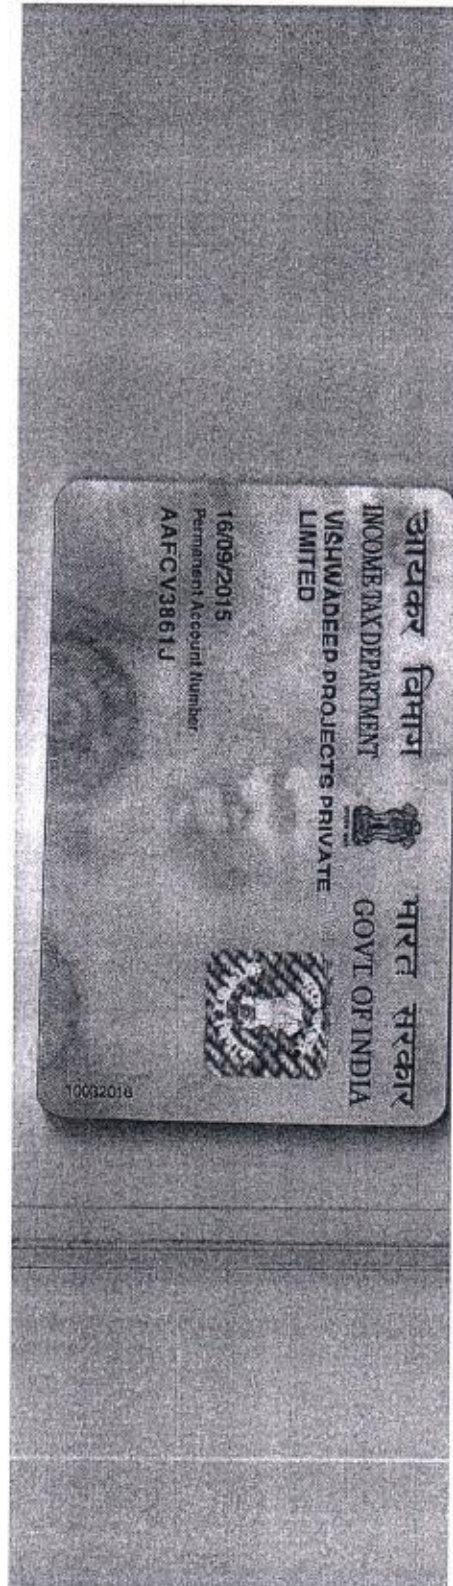 आयकर विभाग
भारत सरकार
INCOME TAX DEPARTMENT
GOVT. OF INDIA
VISHWADEEP PROJECTS PRIVATE
LIMITED
16/09/2015
Permanent Account Number
AAFCV3861J
10032016